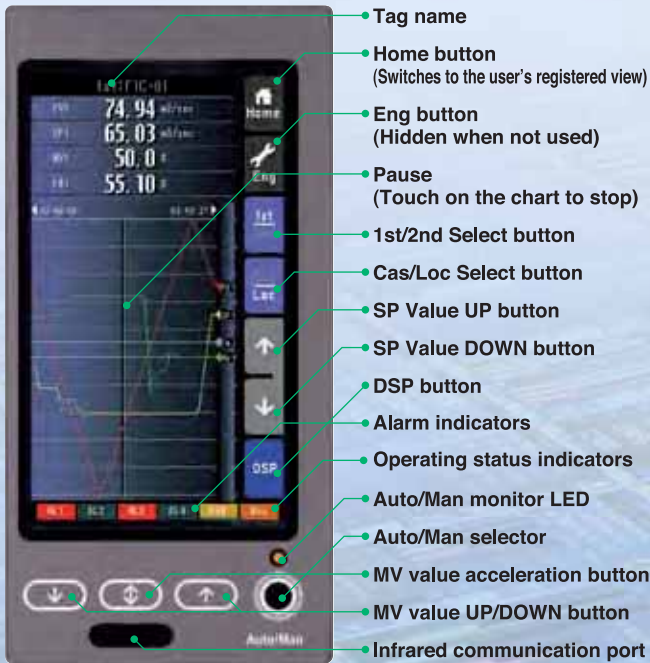 Tag name
Home button
(Switches to the user's registered view)
Eng button
(Hidden when not used)
Pause
(Touch on the chart to stop)
1st/2nd Select button
Cas/Loc Select button
SP Value UP button
SP Value DOWN button
DSP button
Alarm indicators
Operating status indicators
Auto/Man monitor LED
Auto/Man selector
MV value acceleration button
MV value UP/DOWN button
Infrared communication port
74.94
65.03
50.0
55.10
Home
Eng
1st
Loc
DSP
Auto/Man